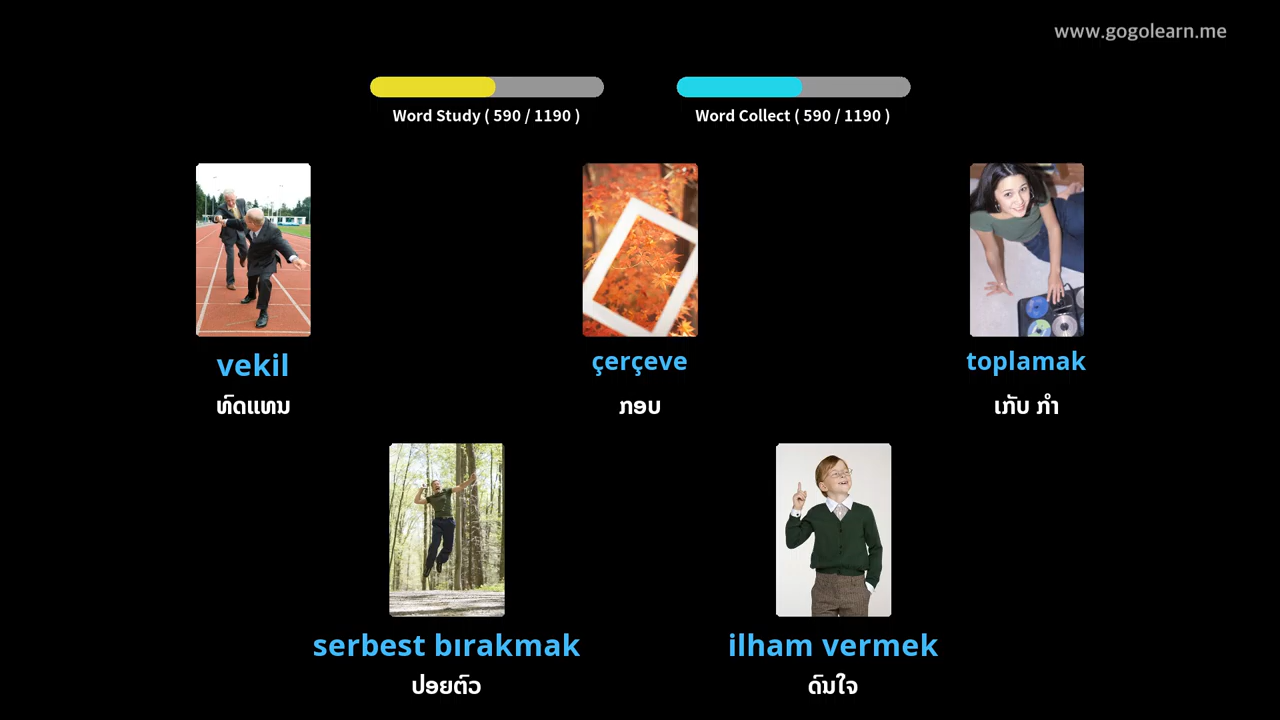 www.gogolearn.me
Word Study ( 590 / 1190 )
Word Collect ( 590 / 1190 )
vekil
ທົດແທນ
çerçeve
ກອບ
toplamak
ເກັບ ກຳ
serbest bırakmak
ປອຍຕົວ
ilham vermek
ດົນໃຈ